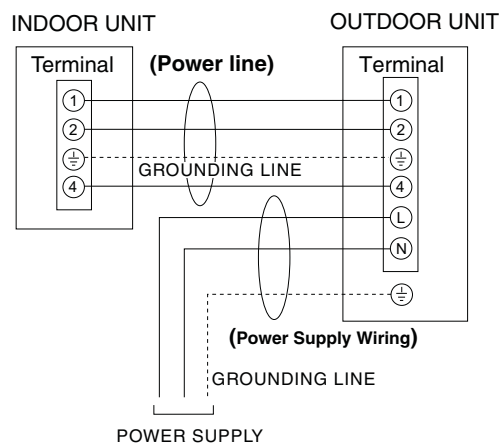 INDOOR UNIT
OUTDOOR UNIT
Terminal
(Power line)
Terminal
1
1
2
2
GROUNDING LINE
4
4
L
N
(Power Supply Wiring)
GROUNDING LINE
POWER SUPPLY